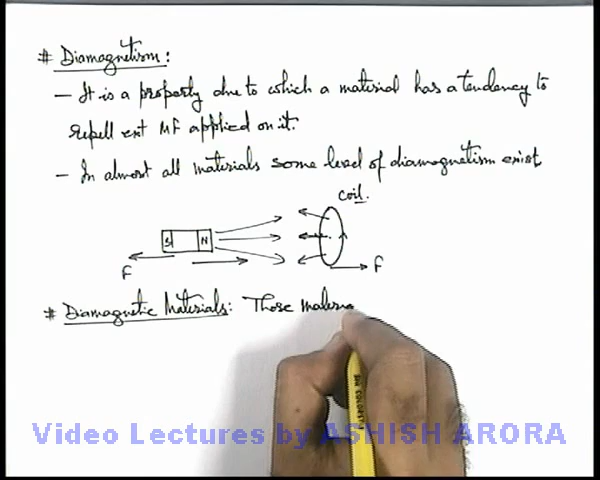 # Diamagnetism:
– It is a property due to which a material has a tendency to
repell ext MF applied on it.
– In almost all materials some level of diamagnetism exist
coil.
S N
F
F
# Diamagnetic Materials: Those materia
Video Lectures by ASHISH ARORA